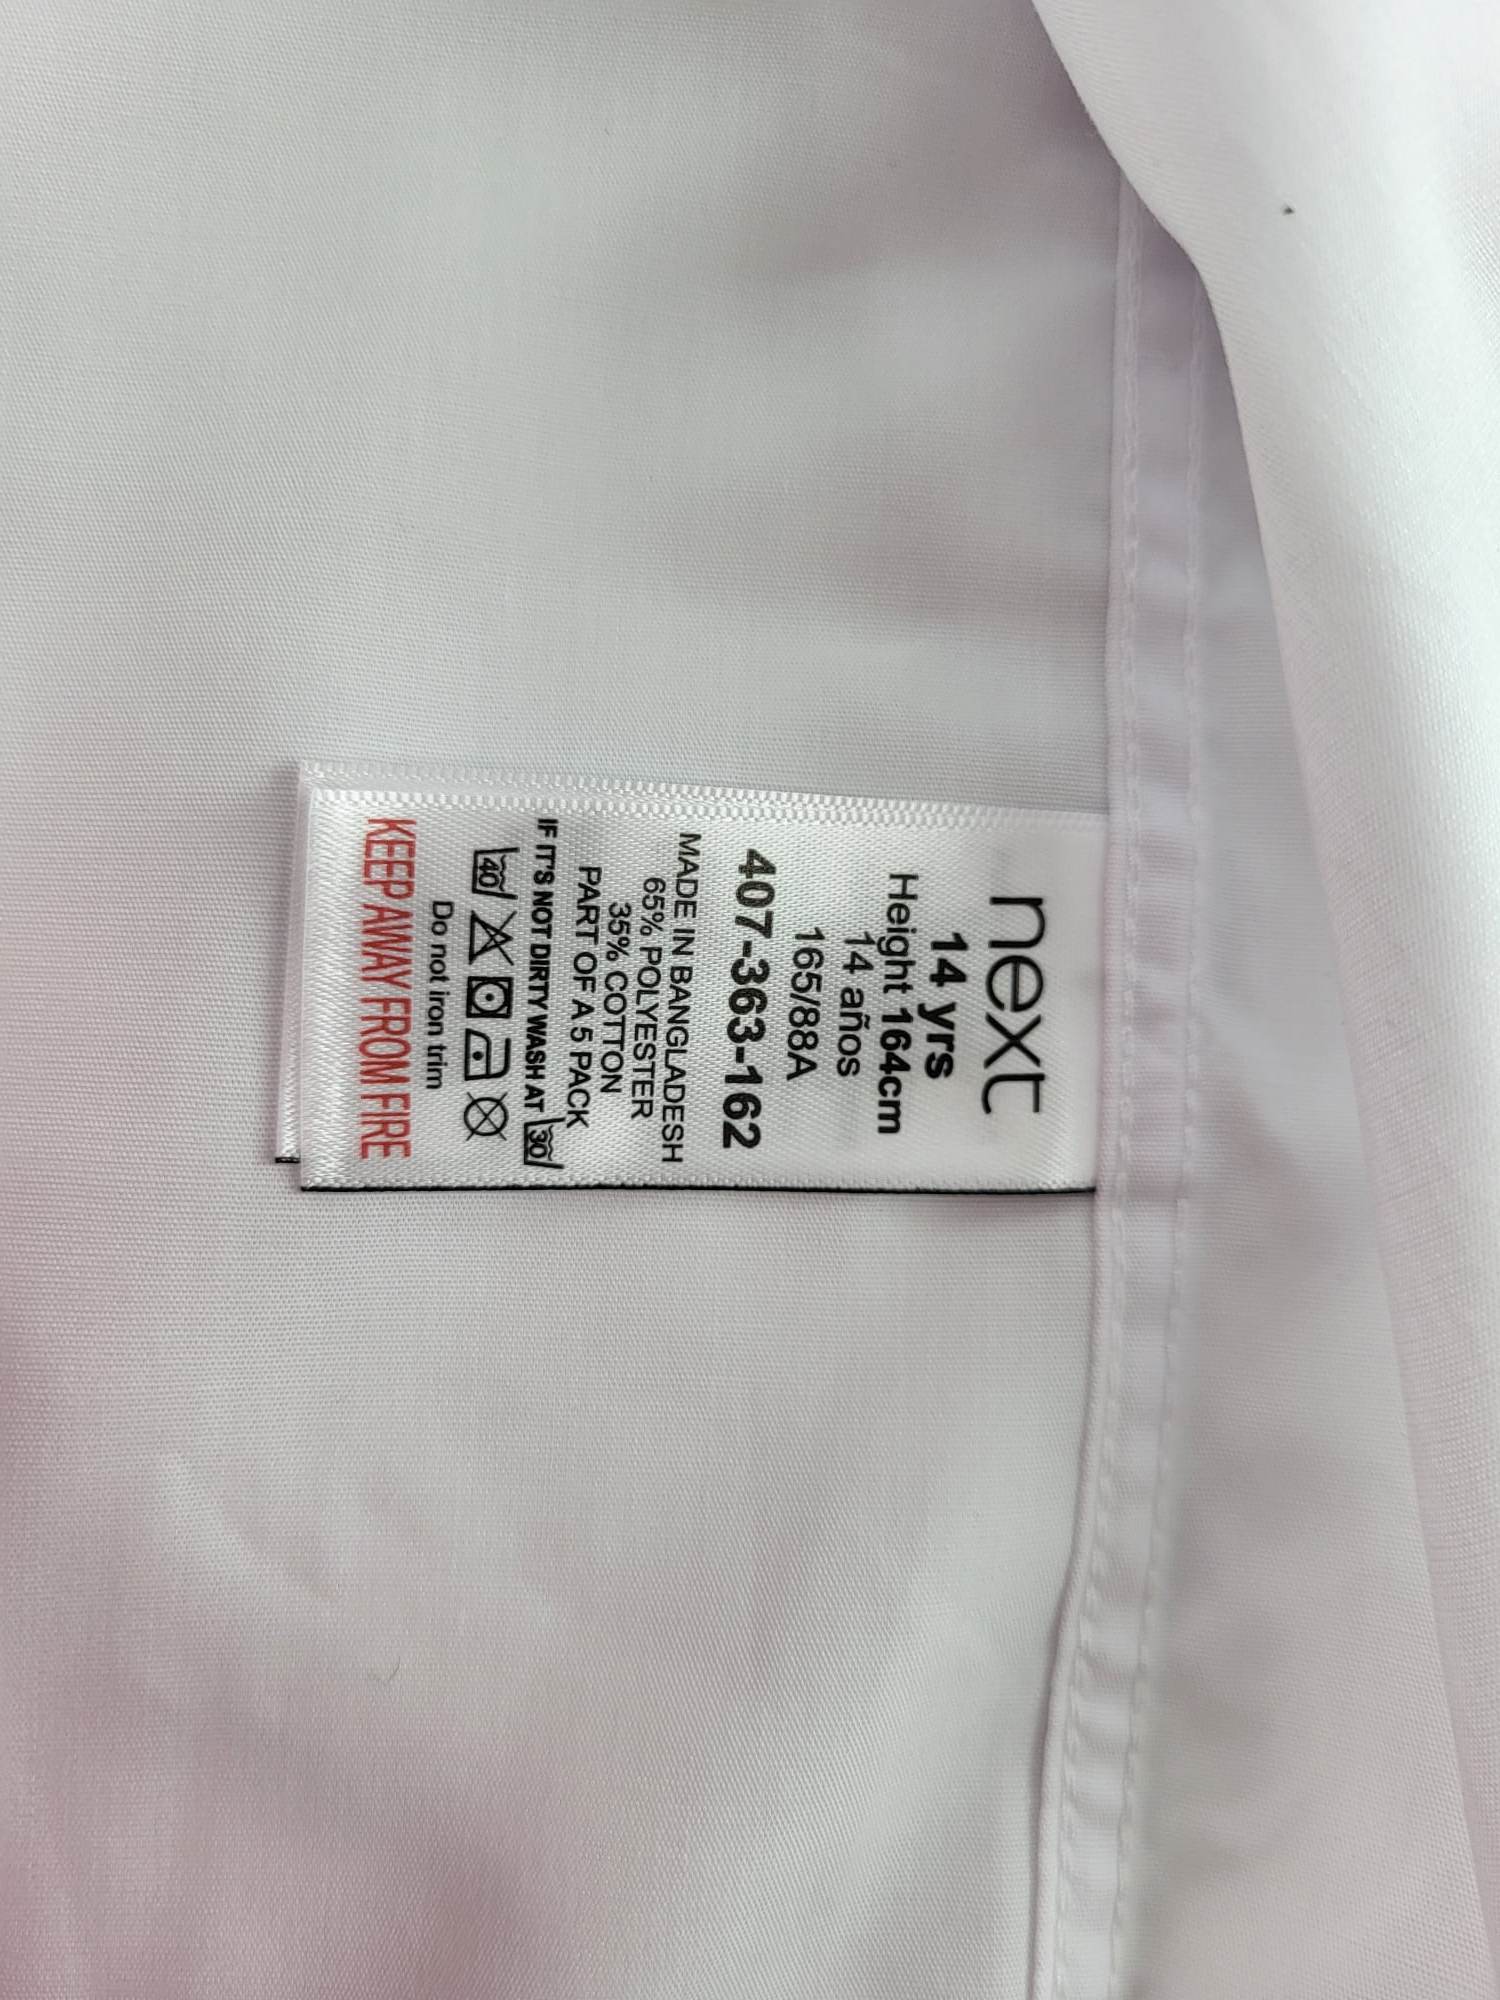 next
14 yrs
Height 164cm
14 años
165/88A
407-363-162
MADE IN BANGLADESH
65% POLYESTER
35% COTTON
PART OF A 5 PACK
IF IT'S NOT DIRTY WASH AT 30
40
Do not iron trim
KEEP AWAY FROM FIRE